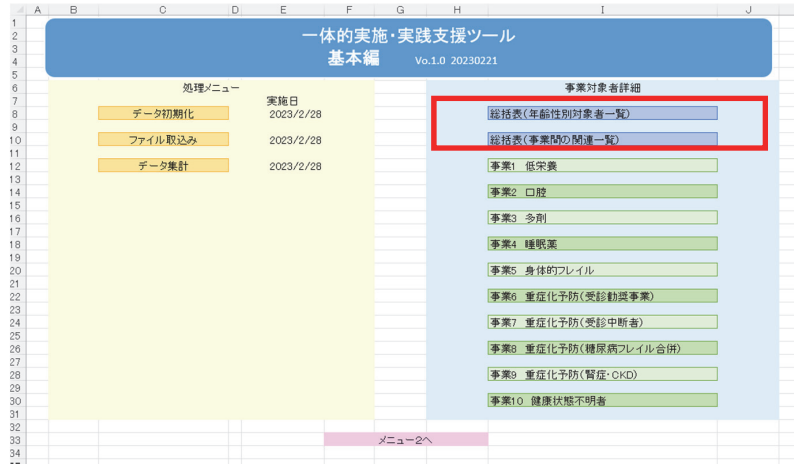 A B C D E F G H I J
1
2
3
4
5
6
7
8
9
10
11
12
13
14
15
16
17
18
19
20
21
22
23
24
25
26
27
28
29
30
31
32
33
34
一体的実施・実践支援ツール
基本編 Vo.1.0 20230221
処理メニュー
実施日
データ初期化 2023/2/28
ファイル取込み 2023/2/28
データ集計 2023/2/28
事業対象者詳細
総括表(年齢性別対象者一覧)
総括表(事業間の関連一覧)
事業1 低栄養
事業2 口腔
事業3 多剤
事業4 睡眠薬
事業5 身体的フレイル
事業6 重症化予防(受診勧奨事業)
事業7 重症化予防(受診中断者)
事業8 重症化予防(糖尿病フレイル合併)
事業9 重症化予防(腎症・CKD)
事業10 健康状態不明者
メニュー2へ